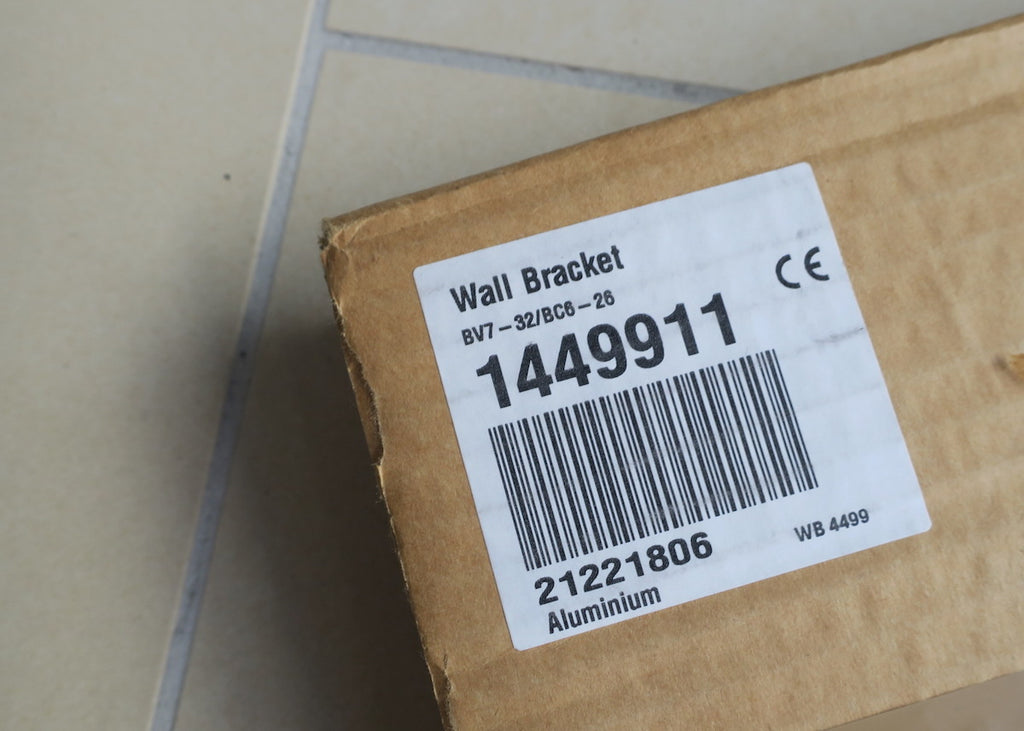 Wall Bracket
CE
BV7-32/BC6-26
1449911
21221806
WB 4499
Aluminium